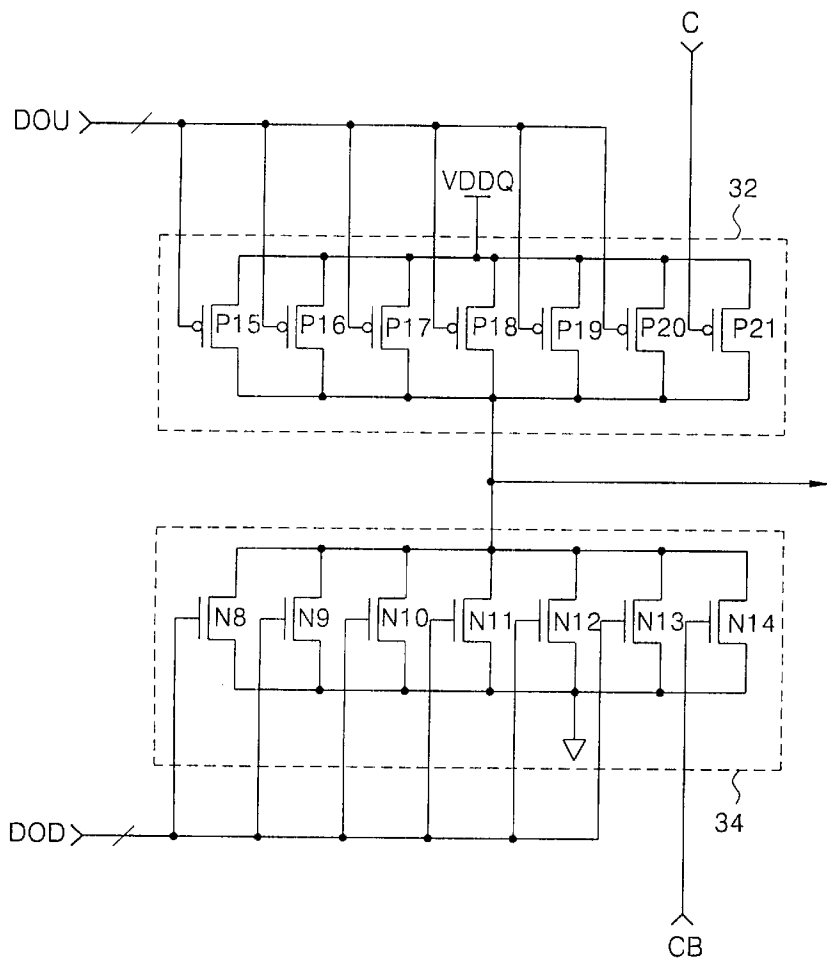 C
DOU
VDDQ
32
P15 P16 P17 P18 P19 P20 P21
N8 N9 N10 N11 N12 N13 N14
34
DOD
CB